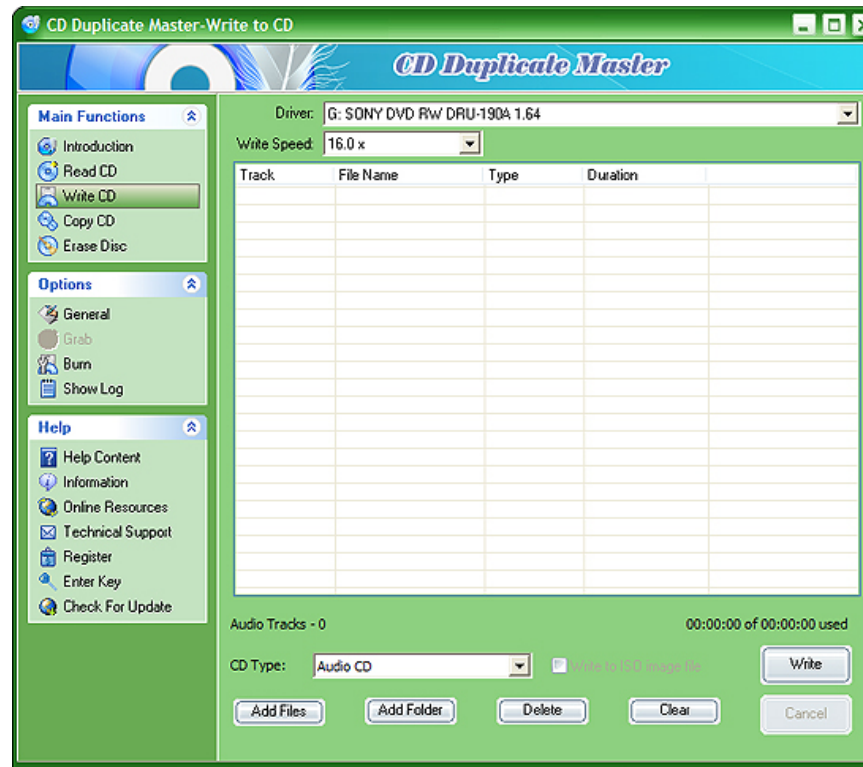 CD Duplicate Master-Write to CD
CD Duplicate Master
Main Functions
Introduction
Read CD
Write CD
Copy CD
Erase Disc
Options
General
Grab
Burn
Show Log
Help
Help Content
Information
Online Resources
Technical Support
Register
Enter Key
Check For Update
Driver: G: SONY DVD RW DRU-190A 1.64
Write Speed: 16.0 x
Track File Name Type Duration
Audio Tracks - 0 00:00:00 of 00:00:00 used
CD Type: Audio CD Write to ISO image file Write
Add Files Add Folder Delete Clear Cancel